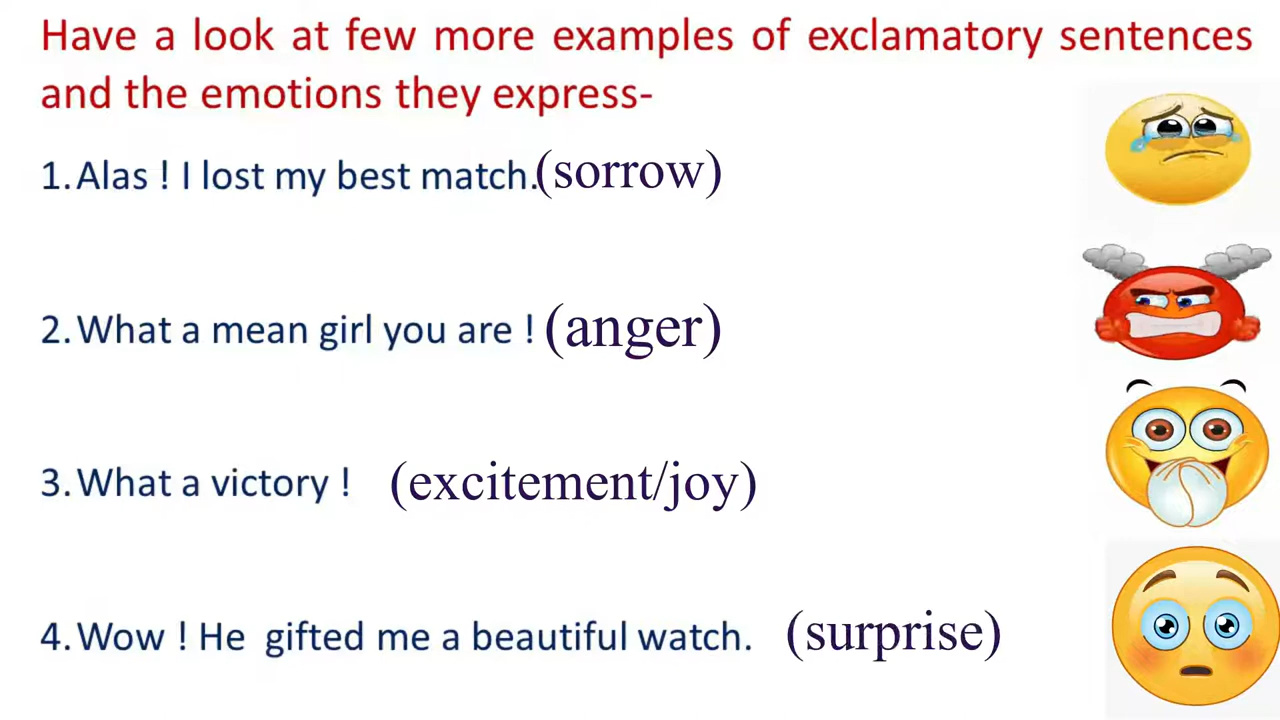 Have a look at few more examples of exclamatory sentences
and the emotions they express-
1. Alas ! I lost my best match. (sorrow)
2. What a mean girl you are ! (anger)
3. What a victory ! (excitement/joy)
4. Wow ! He gifted me a beautiful watch. (surprise)